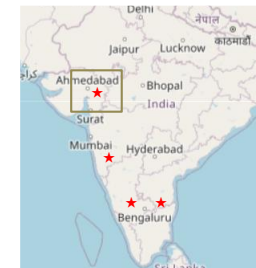 Delhi
नेपाल
Jaipur
Lucknow
काठमाडौं
Ahmedabad
Bhopal
India
Surat
Mumbai
Hyderabad
Bengaluru